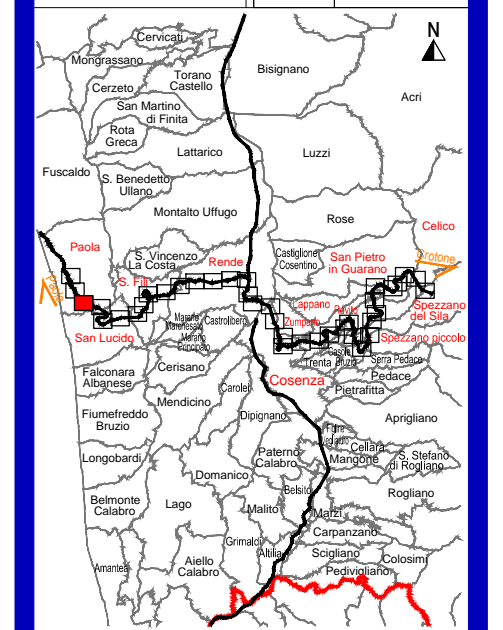 N
Cervicati
Mongrassano
Torano
Castello
Bisignano
Cerzeto
Acri
San Martino
di Finita
Rota
Greca
Lattarico
Luzzi
Fuscaldo
S. Benedetto
Ullano
Montalto Uffugo
Rose
Celico
Paola
S. Vincenzo
La Costa
Rende
Castiglione
Cosentino
San Pietro
in Guarano
Crotone
S. Fili
Paola
Lappano
Rovito
Spezzano
del Sila
Zumpano
San Lucido
Marano
Marchesato
Castrolibero
Marano
Principato
Spezzano piccolo
Casole
Bruzio
Trenta
Serra Pedace
Cerisano
Falconara
Albanese
Cosenza
Pedace
Pietrafitta
Carolei
Mendicino
Fiumefreddo
Bruzio
Dipignano
Aprigliano
Figline
Vegliaturo
Cellara
Mangone
S. Stefano
di Rogliano
Paterno
Calabro
Longobardi
Domanico
Belsito
Rogliano
Belmonte
Calabro
Lago
Malito
Marzi
Carpanzano
Grimaldi
Altilia
Scigliano
Colosimi
Aiello
Calabro
Amantea
Pedivigliano